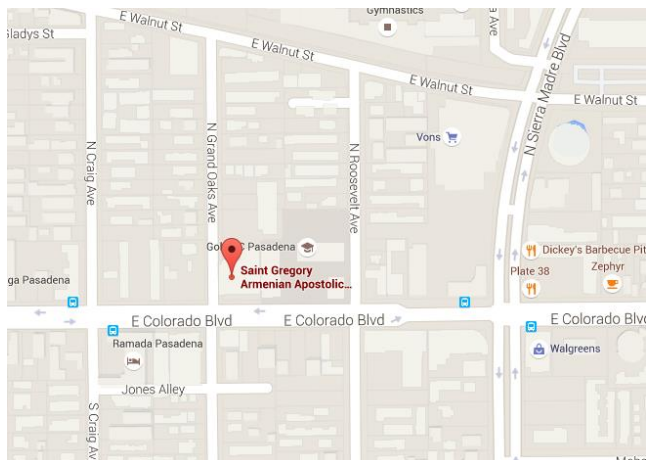 Gymnastics
E Walnut St
Gladys St
E Walnut St
E Walnut St
E Walnut St
N Sierra Madre Blvd
Vons
N Craig Ave
N Grand Oaks Ave
N Roosevelt Ave
Pasadena
Saint Gregory
Armenian Apostolic...
Dickey's Barbecue Pit
Plate 38
Zephyr
Pasadena
E Colorado Blvd
E Colorado Blvd
E Colorado Blvd
Ramada Pasadena
Walgreens
Jones Alley
S Craig Ave